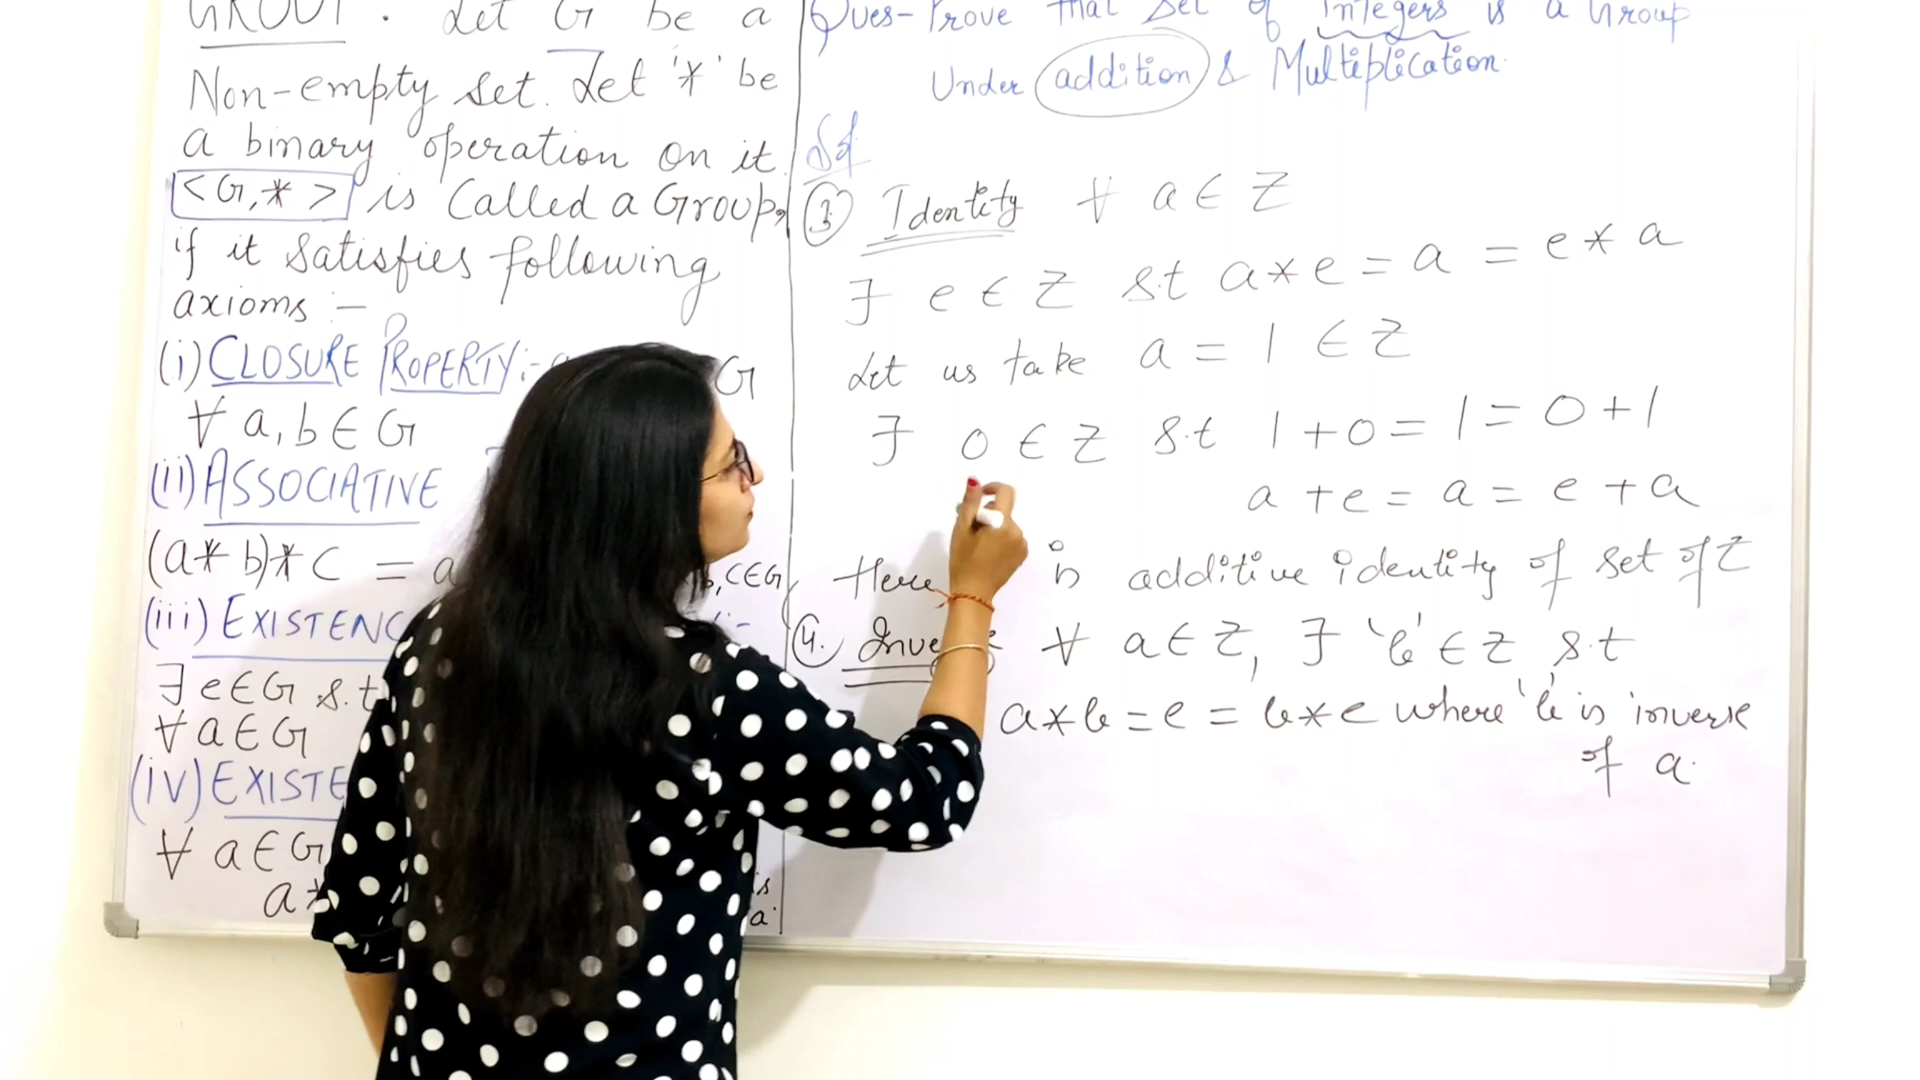 GROUP. Let G be a
Non-empty set. Let '*' be
a binary operation on it
<G,*> is called a Group,
if it satisfies following
axioms :-
(i) CLOSURE PROPERTY:- G
∀ a, b ∈ G
(ii) ASSOCIATIVE
(a* b)* c = a b, c∈G
(iii) EXISTENC :-
∃ e∈G s.t
∀ a∈G
(iv) EXISTE
∀ a∈G is
a* a.
Ques- Prove that Set of Integers is a Group
Under addition & Multiplication.
Sol
③ Identity ∀ a ∈ Z
∃ e ∈ Z s.t a*e = a = e * a
Let us take a = 1 ∈ Z
∃ 0 ∈ Z s.t 1+0 = 1 = 0+1
a +e = a = e +a
Here is additive identity of set of Z
④. Inve ∀ a∈Z, ∃ 'b' ∈ Z s.t
a*b = e = b*e where 'b' is inverse
of a.